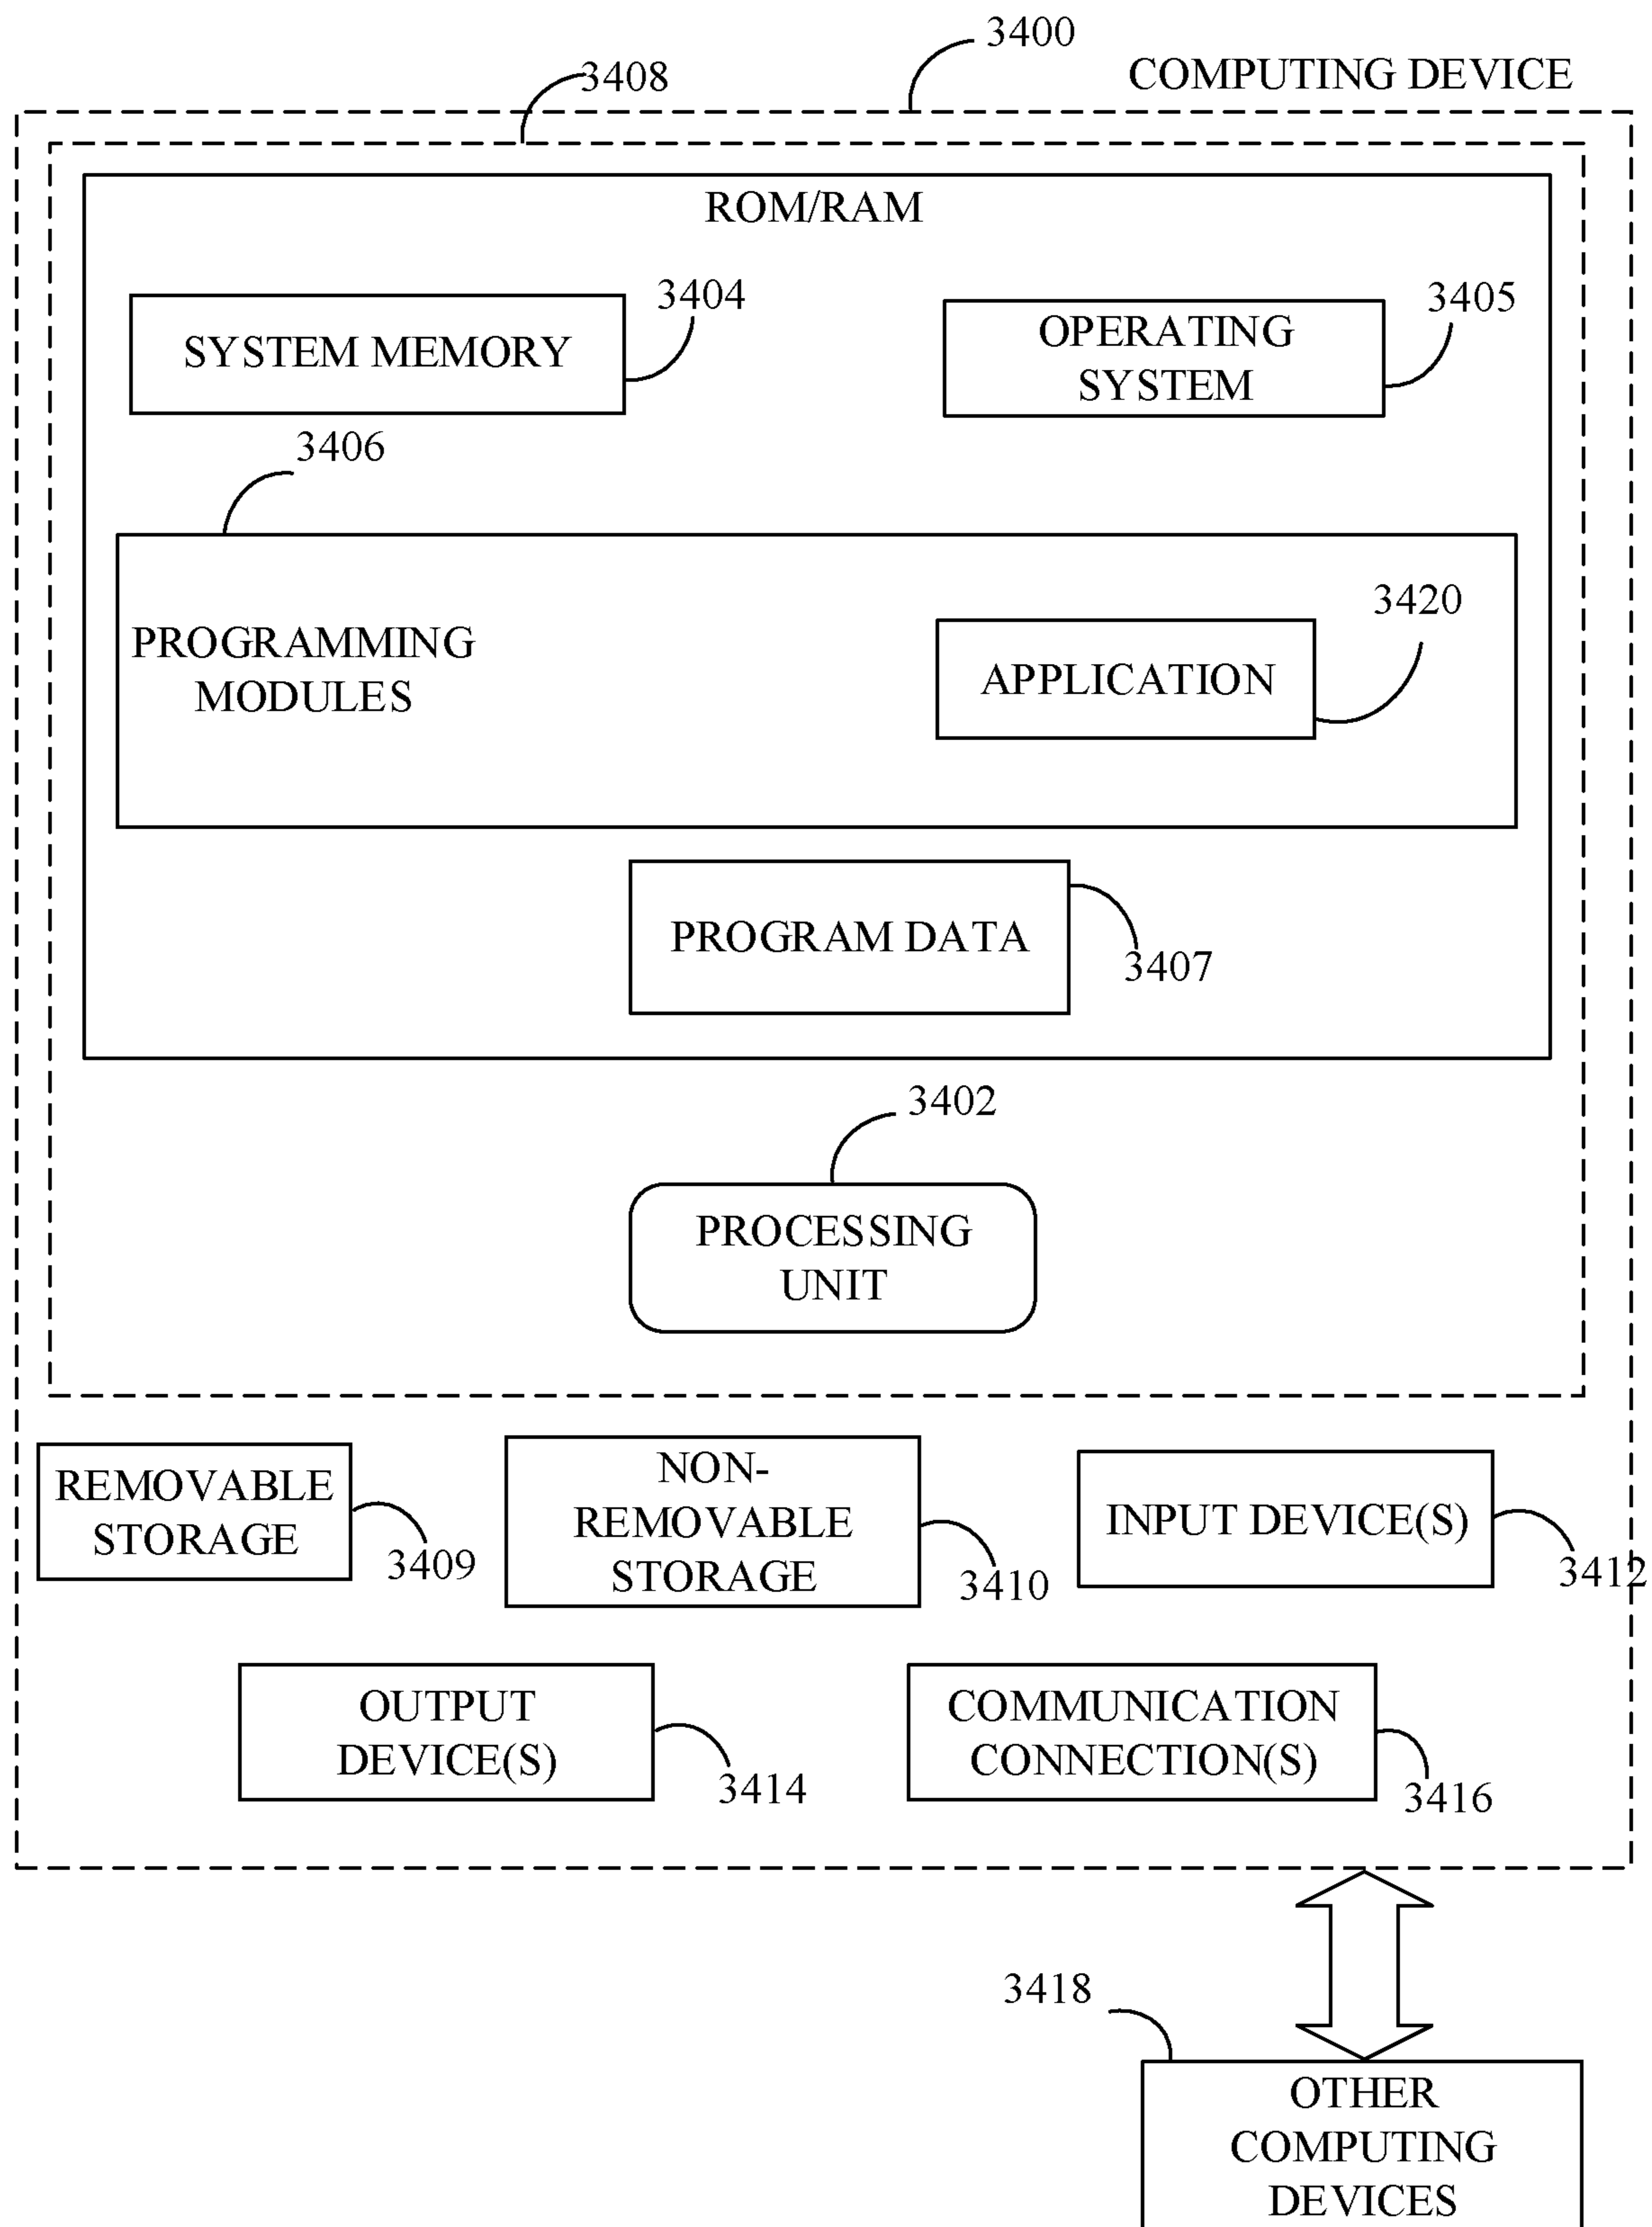 3400
3408
COMPUTING DEVICE
ROM/RAM
3404
SYSTEM MEMORY
3405
OPERATING
SYSTEM
3406
PROGRAMMING
MODULES
3420
APPLICATION
PROGRAM DATA
3407
3402
PROCESSING
UNIT
REMOVABLE
STORAGE
3409
NON-
REMOVABLE
STORAGE
3410
INPUT DEVICE(S)
3412
OUTPUT
DEVICE(S)
3414
COMMUNICATION
CONNECTION(S)
3416
3418
OTHER
COMPUTING
DEVICES